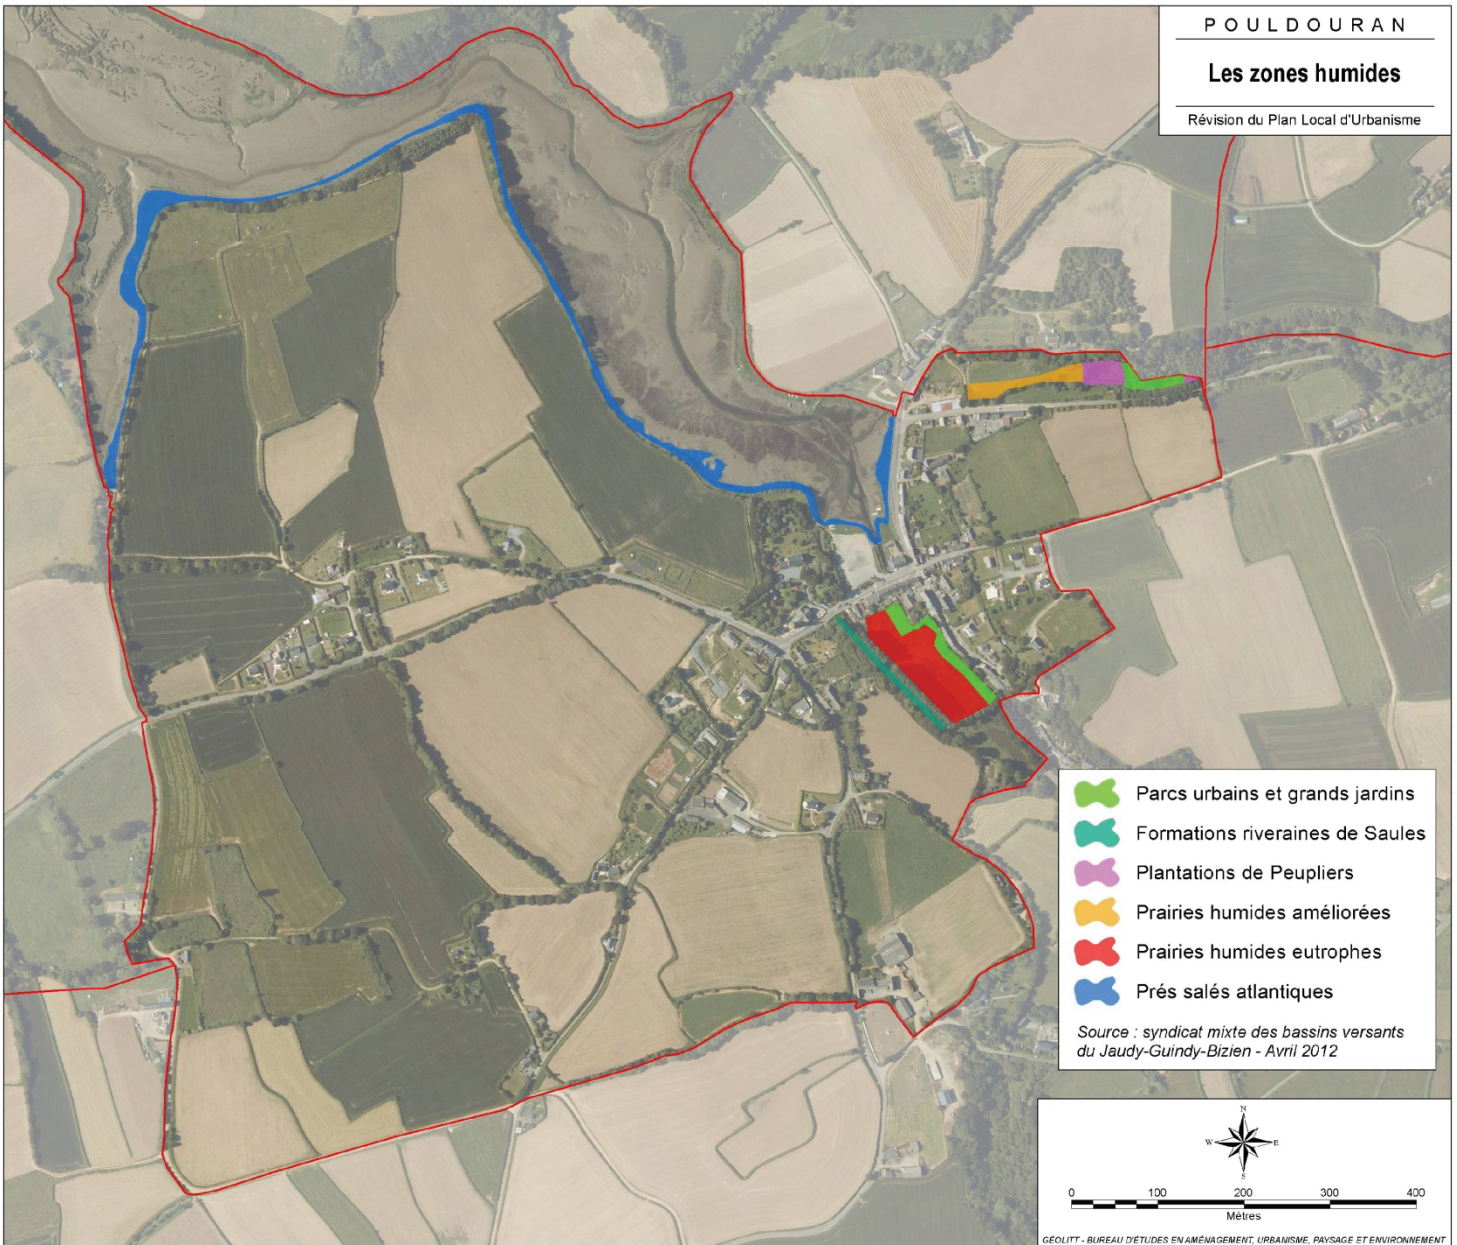 POULDOURAN
Les zones humides
Révision du Plan Local d'Urbanisme
Parcs urbains et grands jardins
Formations riveraines de Saules
Plantations de Peupliers
Prairies humides améliorées
Prairies humides eutrophes
Prés salés atlantiques
Source : syndicat mixte des bassins versants
du Jaudy-Guindy-Bizien - Avril 2012
N
W E
S
0 100 200 300 400
Mètres
GÉOLITT - BUREAU D'ÉTUDES EN AMÉNAGEMENT, URBANISME, PAYSAGE ET ENVIRONNEMENT